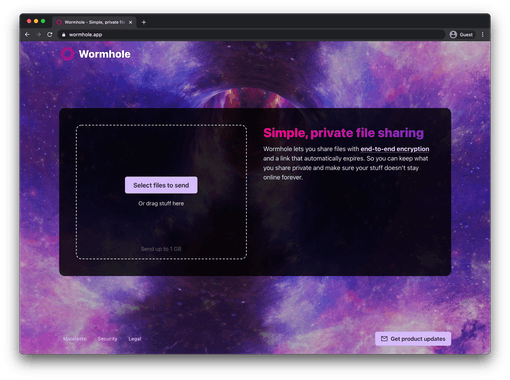 Wormhole - Simple, private file
wormhole.app
Guest
Wormhole
Simple, private file sharing
Wormhole lets you share files with end-to-end encryption
and a link that automatically expires. So you can keep what
you share private and make sure your stuff doesn't stay
online forever.
Select files to send
Or drag stuff here
Send up to 1 GB
Security
Legal
Get product updates